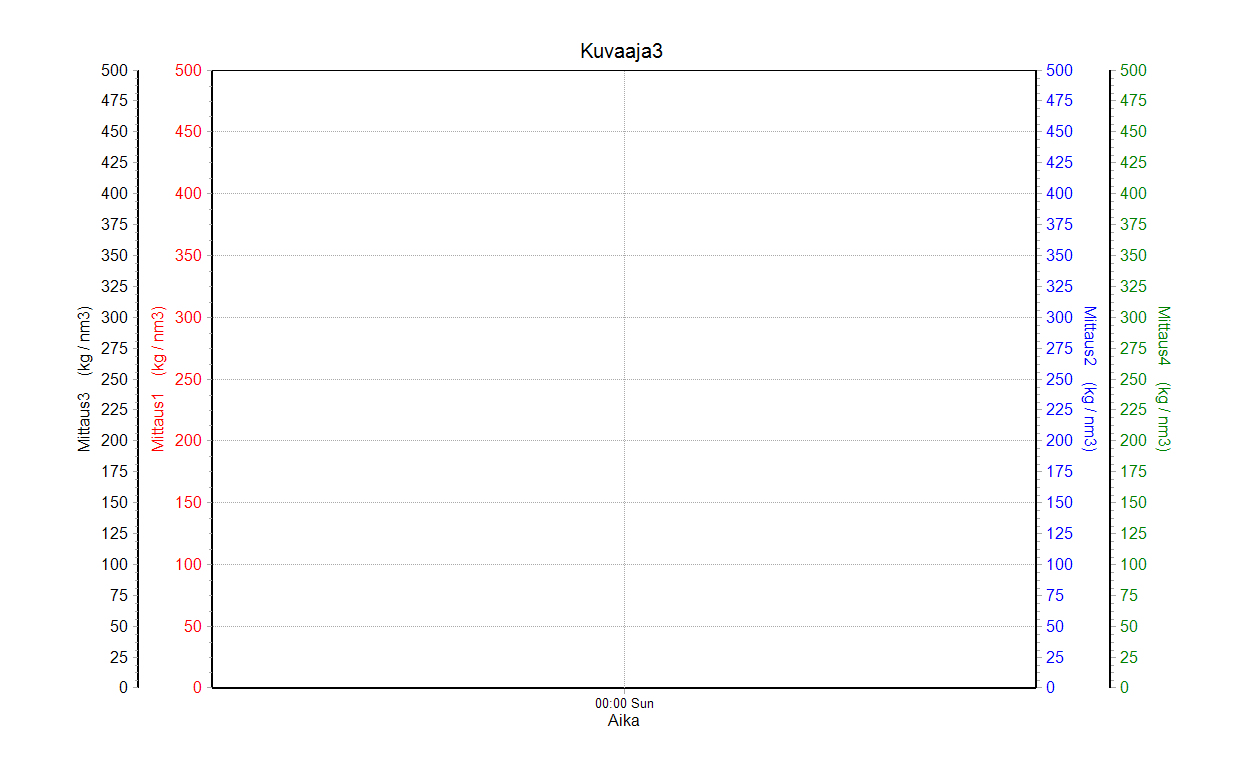 Kuvaaja3
500 500 500 500
475 475 475
450 450 450 450
425 425 425
400 400 400 400
375 375 375
350 350 350 350
325 325 325
300 300 300 300
275 275 275
250 250 250 250
225 225 225
200 200 200 200
175 175 175
150 150 150 150
125 125 125
100 100 100 100
75 75 75
50 50 50 50
25 25 25
0 0 0 0
Mittaus3 (kg / nm3)
Mittaus1 (kg / nm3)
Mittaus2 (kg / nm3)
Mittaus4 (kg / nm3)
00:00 Sun
Aika